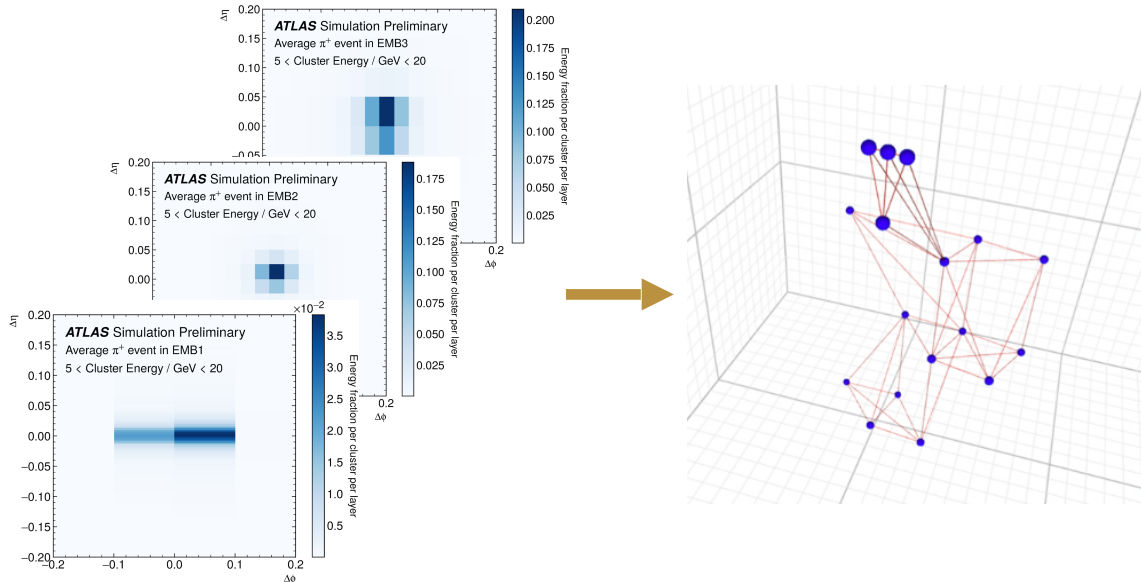 Δη
ATLAS Simulation Preliminary
Average π⁺ event in EMB3
5 < Cluster Energy / GeV < 20
0.20
0.15
0.10
0.05
0.00
−0.05
0.2
Δϕ
0.200
0.175
0.150
0.125
0.100
0.075
0.050
0.025
Energy fraction per cluster per layer
Δη
ATLAS Simulation Preliminary
Average π⁺ event in EMB2
5 < Cluster Energy / GeV < 20
0.20
0.15
0.10
0.05
0.00
0.2
Δϕ
0.175
0.150
0.125
0.100
0.075
0.050
0.025
Energy fraction per cluster per layer
Δη
ATLAS Simulation Preliminary
Average π⁺ event in EMB1
5 < Cluster Energy / GeV < 20
0.20
0.15
0.10
0.05
0.00
−0.05
−0.10
−0.15
−0.20
−0.2
−0.1
0.0
0.1
0.2
Δϕ
×10⁻²
3.5
3.0
2.5
2.0
1.5
1.0
0.5
Energy fraction per cluster per layer